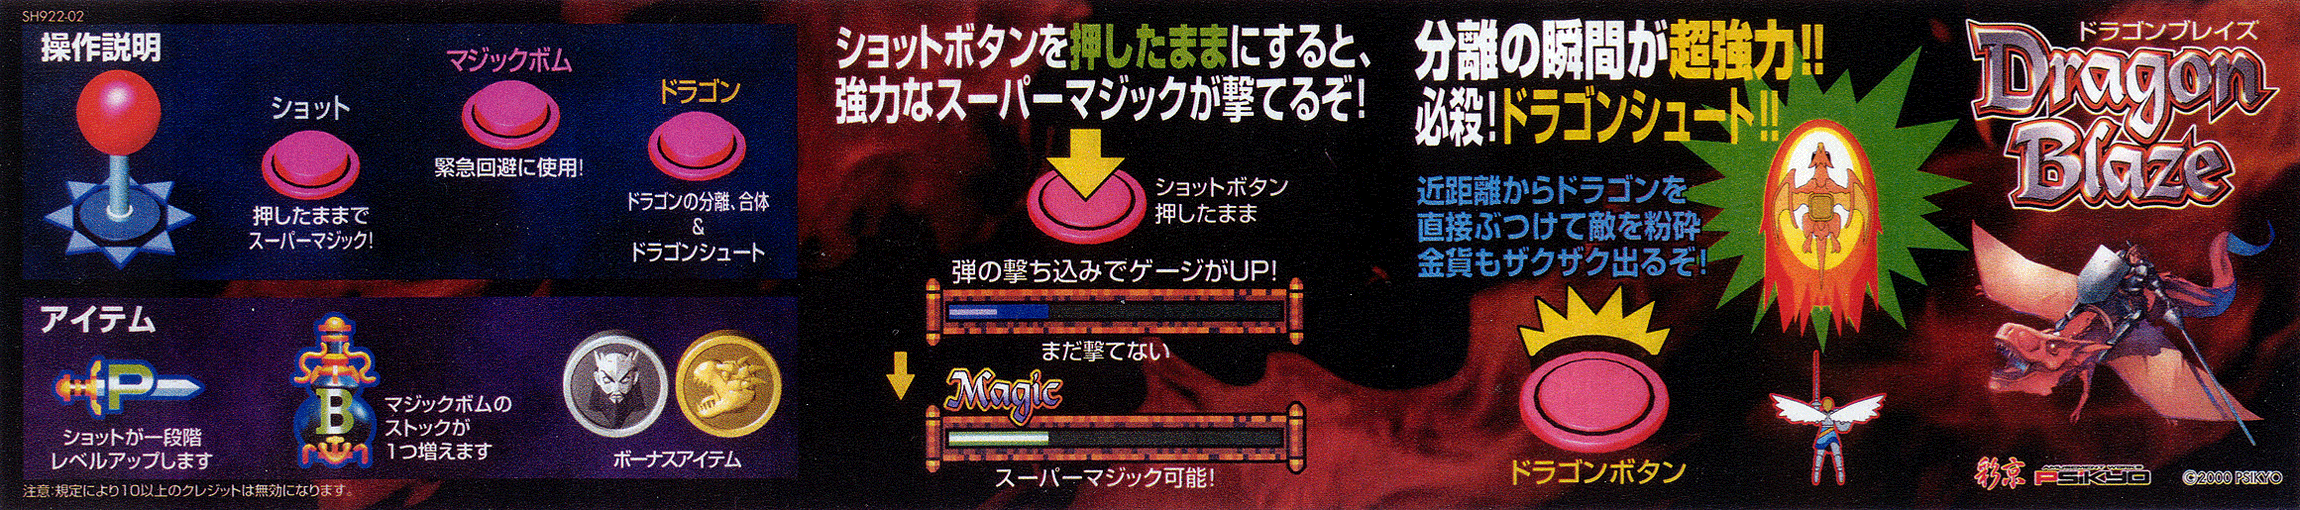 SH922-02
操作説明
ショット
押したままで
スーパーマジック!
マジックボム
緊急回避に使用!
ドラゴン
ドラゴンの分離、合体
&
ドラゴンシュート
アイテム
P
ショットが一段階
レベルアップします
B
マジックボムの
ストックが
1つ増えます
ボーナスアイテム
注意:規定により10以上のクレジットは無効になります。
ショットボタンを押したままにすると、
強力なスーパーマジックが撃てるぞ!
ショットボタン
押したまま
弾の撃ち込みでゲージがUP!
まだ撃てない
Magic
スーパーマジック可能!
分離の瞬間が超強力!!
必殺!ドラゴンシュート!!
近距離からドラゴンを
直接ぶつけて敵を粉砕
金貨もザクザク出るぞ!
ドラゴンボタン
ドラゴンブレイズ
Dragon
Blaze
彩京 PSIKYO ©2000 PSIKYO